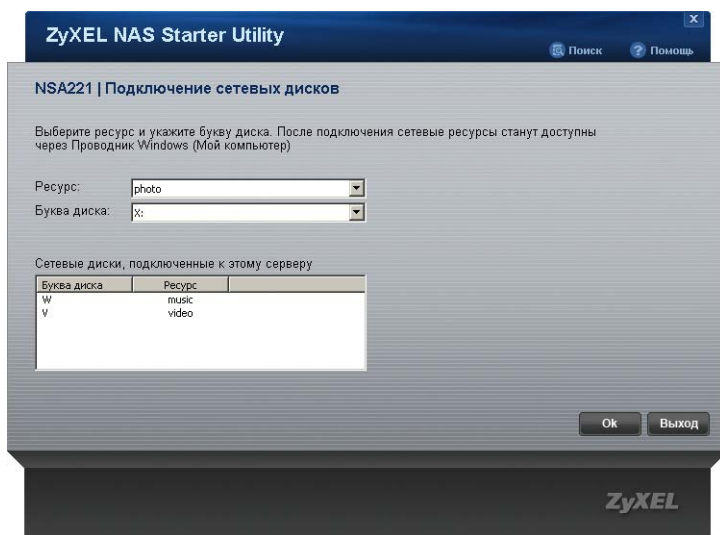 ZyXEL NAS Starter Utility
Поиск
Помощь
NSA221 | Подключение сетевых дисков
Выберите ресурс и укажите букву диска. После подключения сетевые ресурсы станут доступны
через Проводник Windows (Мой компьютер)
Ресурс: photo
Буква диска: X:
Сетевые диски, подключенные к этому серверу
Буква диска Ресурс
W music
V video
Ok Выход
ZyXEL